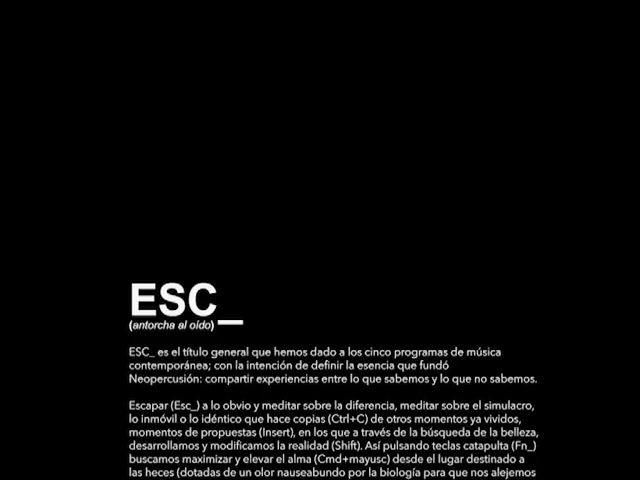 ESC_
(antorcha al oído)
ESC_ es el título general que hemos dado a los cinco programas de música
contemporánea; con la intención de definir la esencia que fundó
Neopercusión: compartir experiencias entre lo que sabemos y lo que no sabemos.
Escapar (Esc_) a lo obvio y meditar sobre la diferencia, meditar sobre el simulacro,
lo inmóvil o lo idéntico que hace copias (Ctrl+C) de otros momentos ya vividos,
momentos de propuestas (Insert), en los que a través de la búsqueda de la belleza,
desarrollamos y modificamos la realidad (Shift). Así pulsando teclas catapulta (Fn_)
buscamos maximizar y elevar el alma (Cmd+mayusc) desde el lugar destinado a
las heces (dotadas de un olor nauseabundo por la biología para que nos alejemos